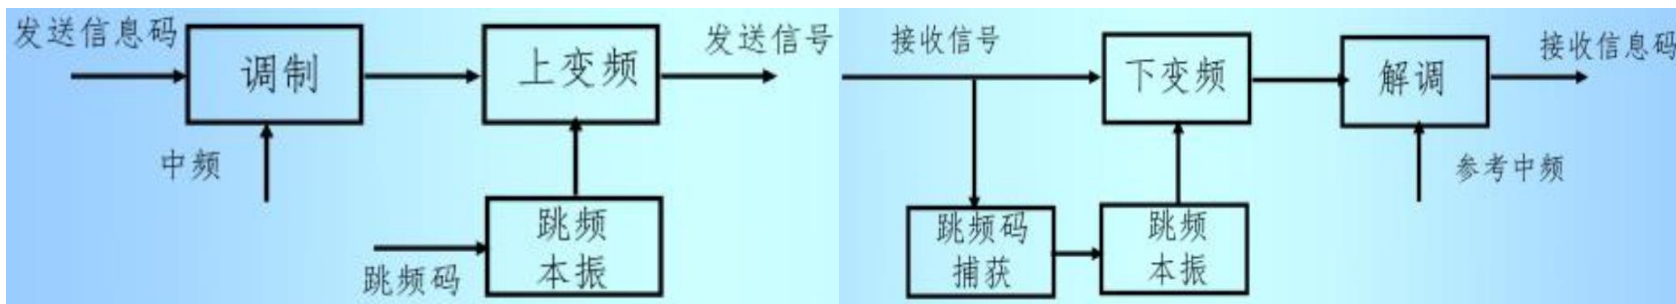 发送信息码
调制
中频
上变频
发送信号
跳频码
跳频
本振
接收信号
下变频
解调
接收信息码
参考中频
跳频码
捕获
跳频
本振